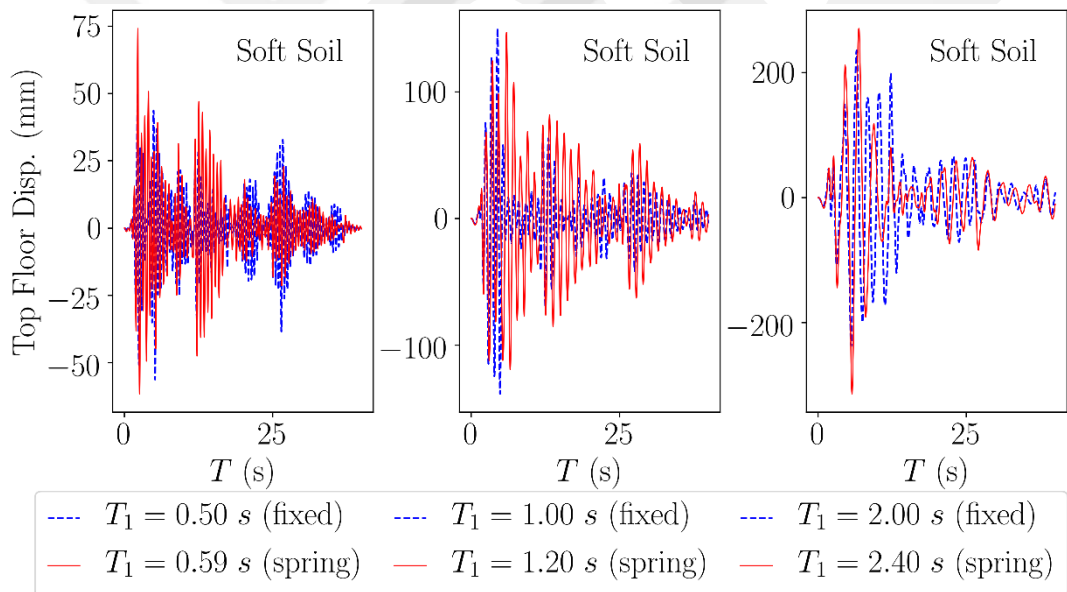 75
50
25
0
−25
−50
Top Floor Disp. (mm)
Soft Soil
0
25
T (s)
100
0
−100
Soft Soil
0
25
T (s)
200
0
−200
Soft Soil
0
25
T (s)
T₁ = 0.50 s (fixed)
T₁ = 1.00 s (fixed)
T₁ = 2.00 s (fixed)
T₁ = 0.59 s (spring)
T₁ = 1.20 s (spring)
T₁ = 2.40 s (spring)